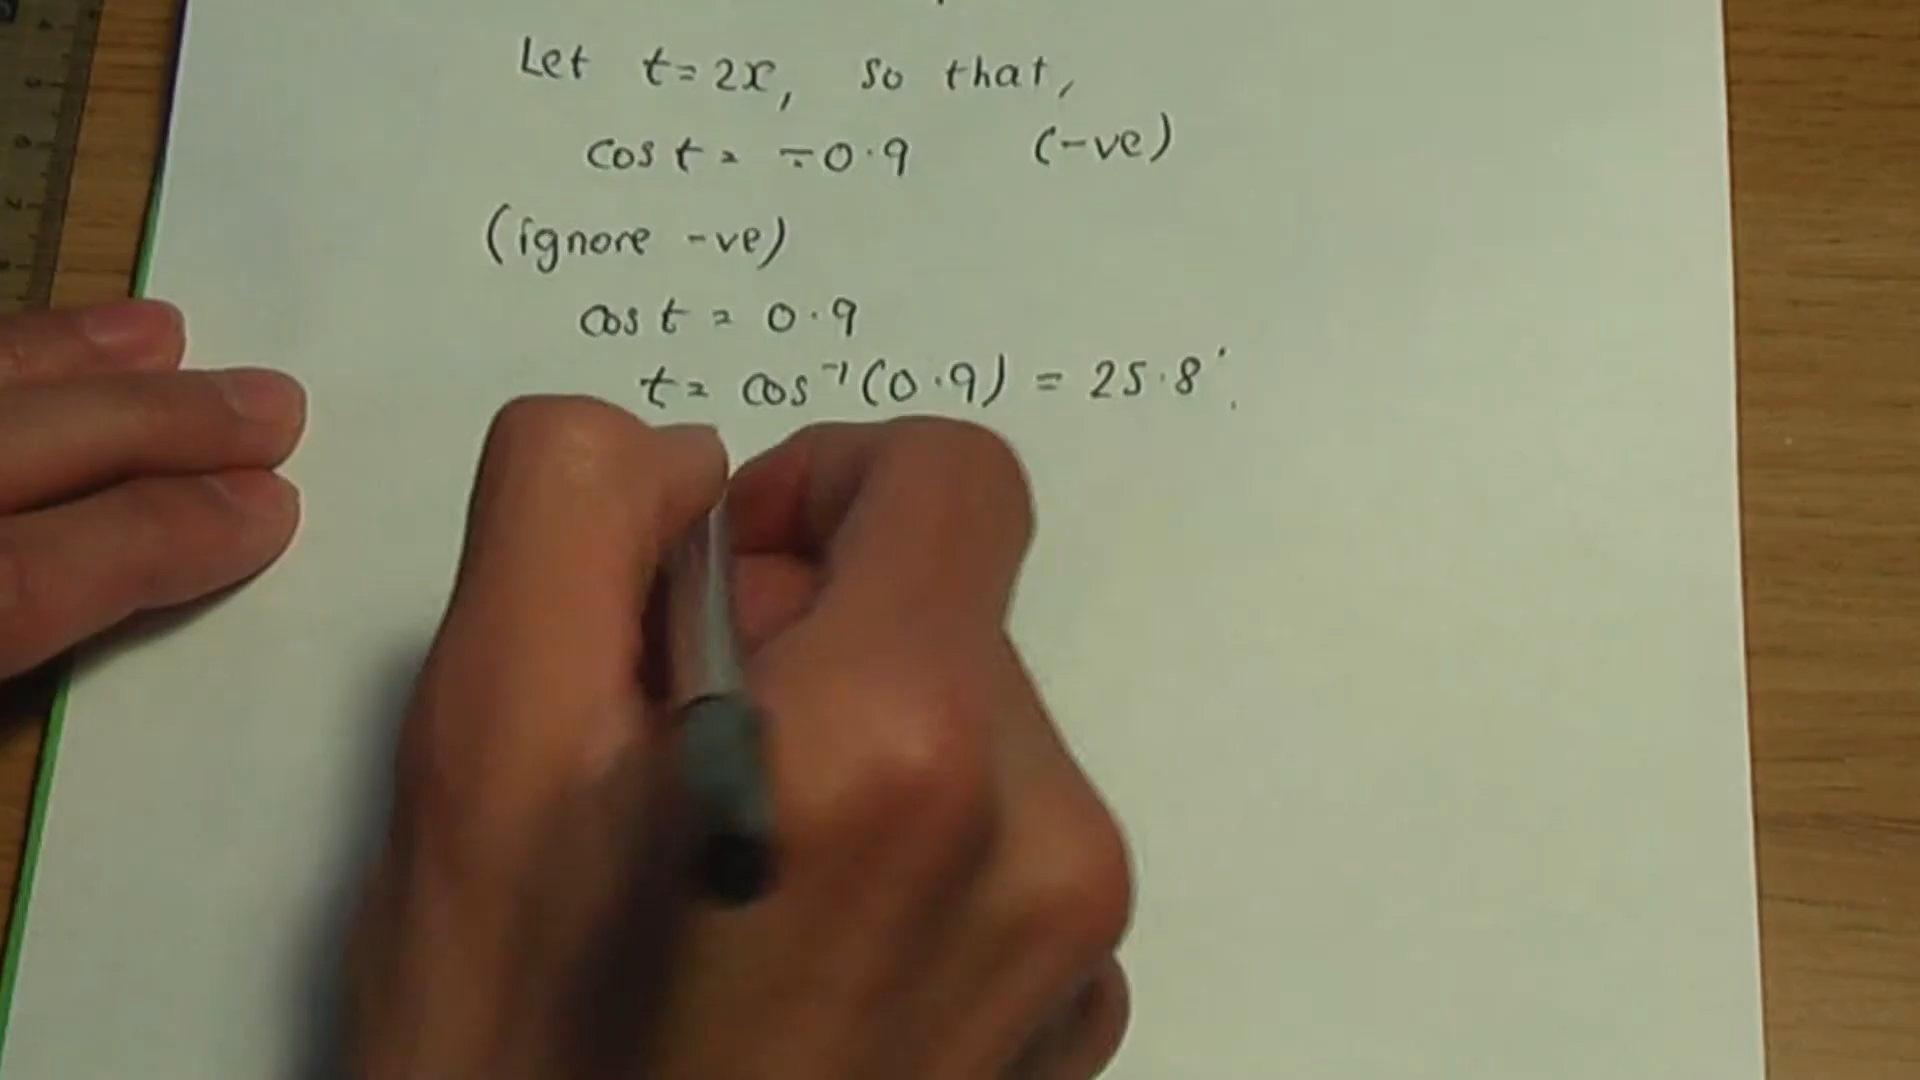 Let t=2x, so that,
cos t = -0.9 (-ve)
(ignore -ve)
cos t = 0.9
t = cos⁻¹(0.9) = 25.8°.